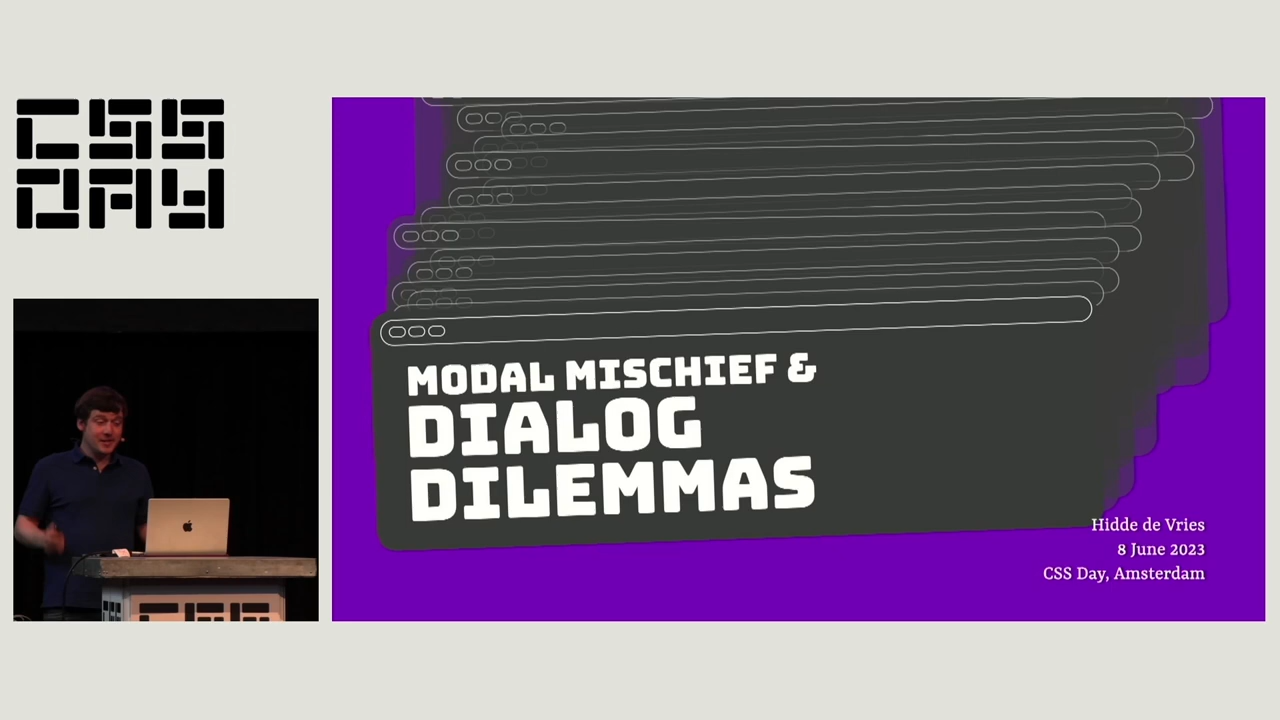 CSS
DAY
MODAL MISCHIEF &
DIALOG
DILEMMAS
Hidde de Vries
8 June 2023
CSS Day, Amsterdam